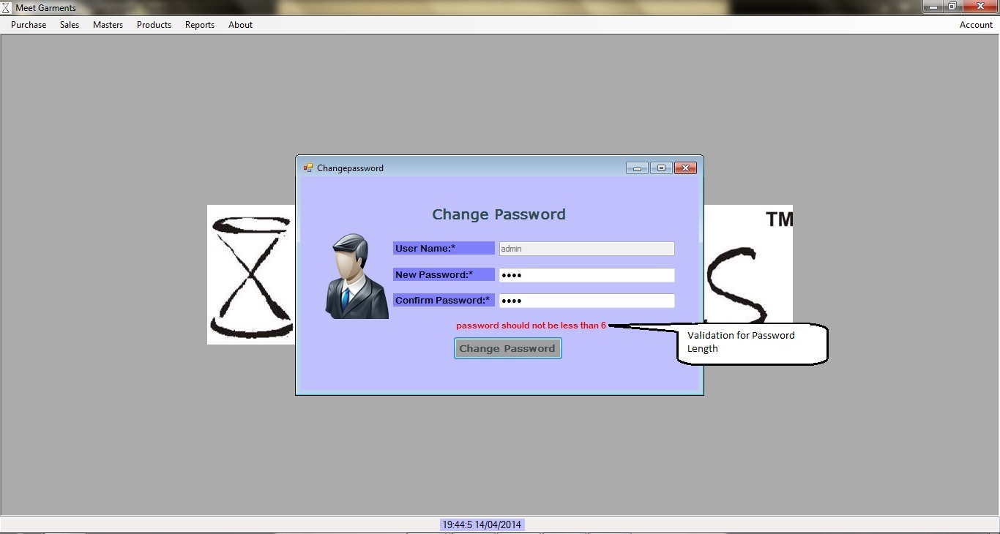 Meet Garments
Purchase Sales Masters Products Reports About Account
Changepassword
TM
Change Password
User Name:* admin
New Password:* ••••
Confirm Password:* ••••
S
password should not be less than 6
Validation for Password
Length
Change Password
19:44:5 14/04/2014